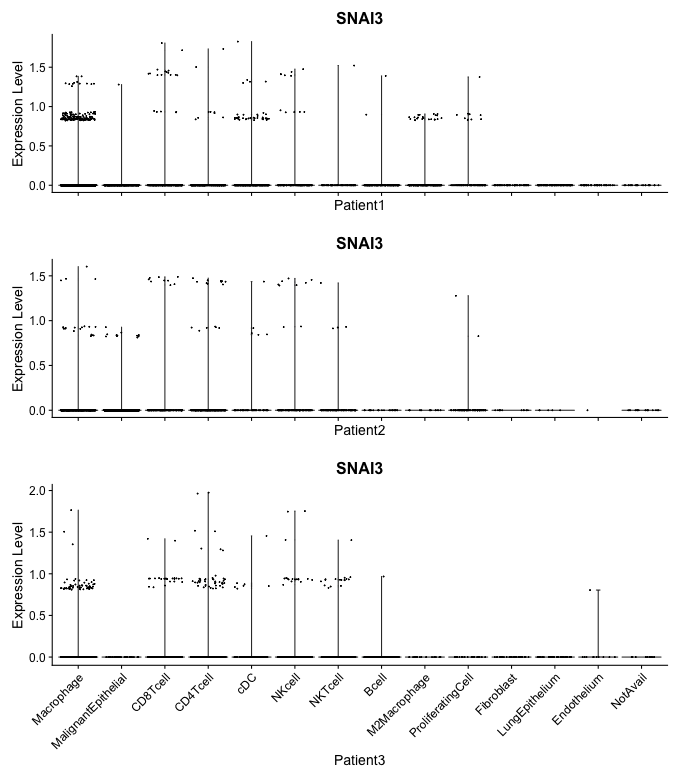 SNAI3
Expression Level
1.5
1.0
0.5
0.0
Patient1
SNAI3
Expression Level
1.5
1.0
0.5
0.0
Patient2
SNAI3
Expression Level
2.0
1.5
1.0
0.5
0.0
Macrophage
MalignantEpithelial
CD8Tcell
CD4Tcell
cDC
NKcell
NKTcell
Bcell
M2Macrophage
ProliferatingCell
Fibroblast
LungEpithelium
Endothelium
NotAvail
Patient3